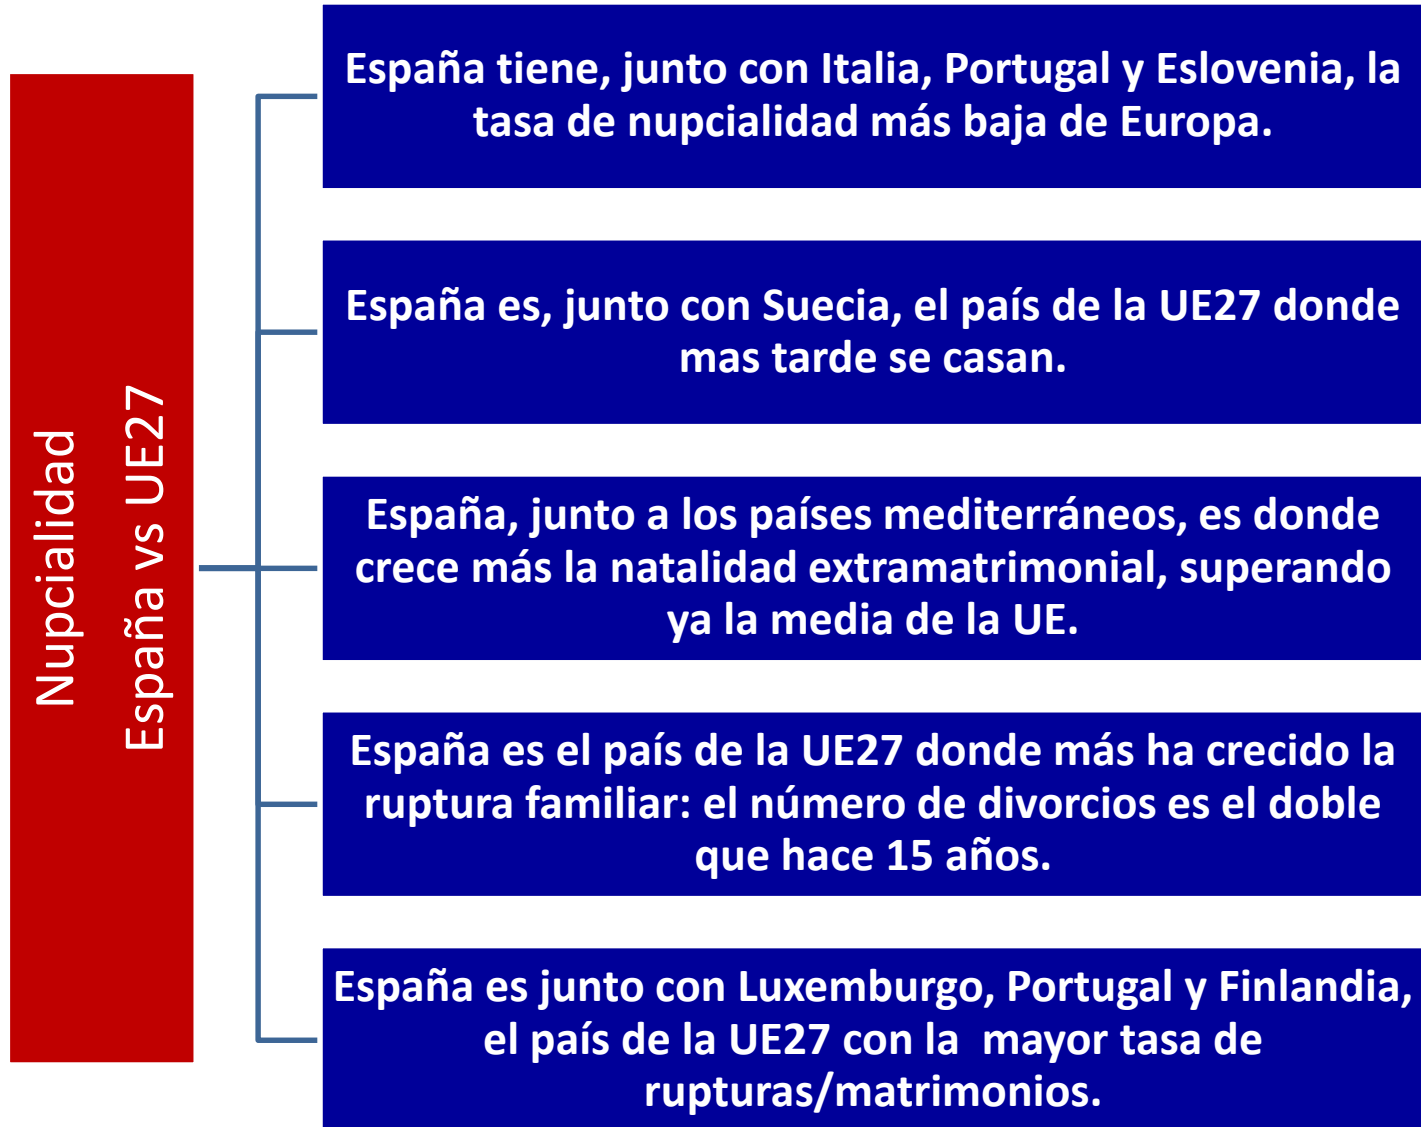 Nupcialidad
España vs UE27
España tiene, junto con Italia, Portugal y Eslovenia, la
tasa de nupcialidad más baja de Europa.
España es, junto con Suecia, el país de la UE27 donde
mas tarde se casan.
España, junto a los países mediterráneos, es donde
crece más la natalidad extramatrimonial, superando
ya la media de la UE.
España es el país de la UE27 donde más ha crecido la
ruptura familiar: el número de divorcios es el doble
que hace 15 años.
España es junto con Luxemburgo, Portugal y Finlandia,
el país de la UE27 con la  mayor tasa de
rupturas/matrimonios.